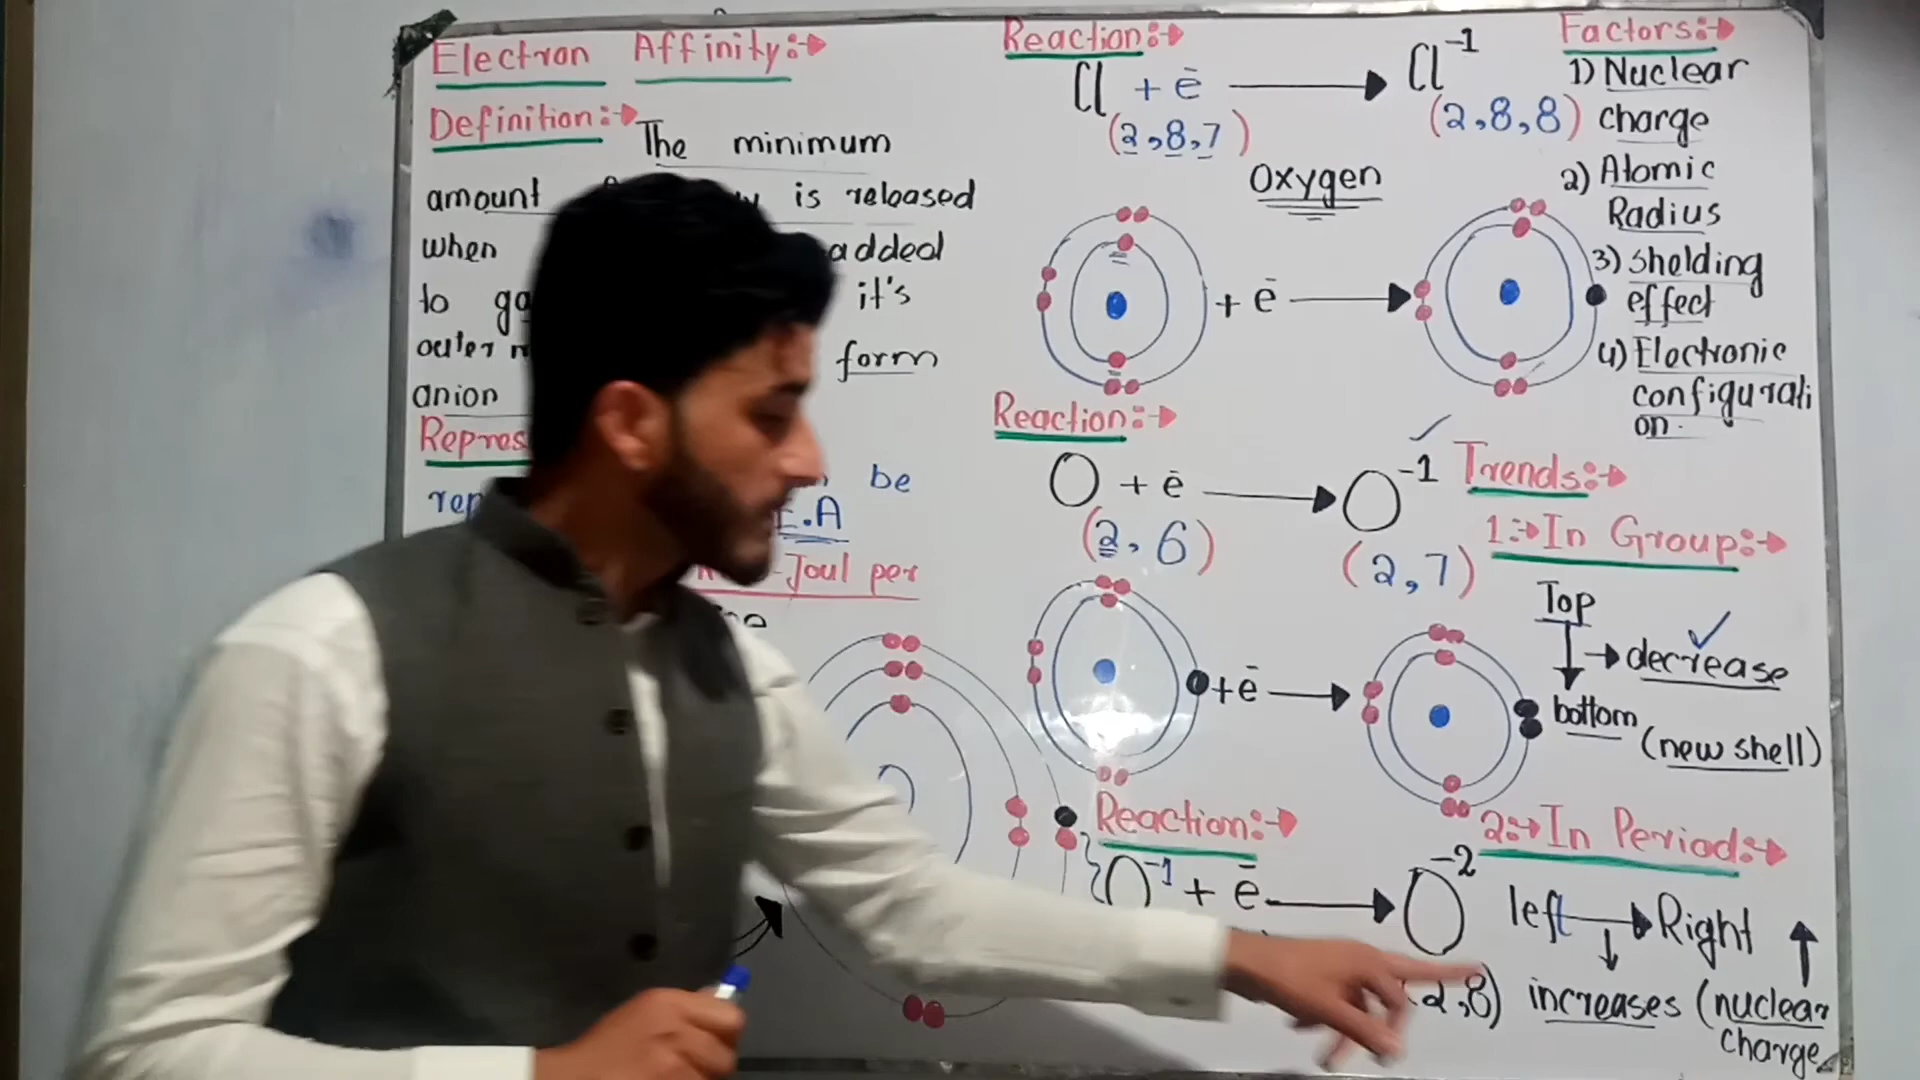 Electron Affinity:→
Definition:→ The minimum
amount is reloased
when added
to it's
outer form
anion
be
E.A
Joul per
Reaction:→
Cl + ē → Cl⁻¹
(2,8,7) (2,8,8)
Oxygen
+ ē →
Reaction:→
O + ē → O⁻¹
(2,6) (2,7)
+ē →
Reaction:→
O⁻¹ + ē → O⁻²
2,8)
Factors:→
1) Nuclear
charge
2) Atomic
Radius
3) shelding
effect
4) Electronic
configurati
on.
✓ Trends:→
1:→In Group:→
Top
↓ → decrease ✓
bottom (new shell)
2:→In Period:→
left → Right ↑
↓
increases (nuclear
charge